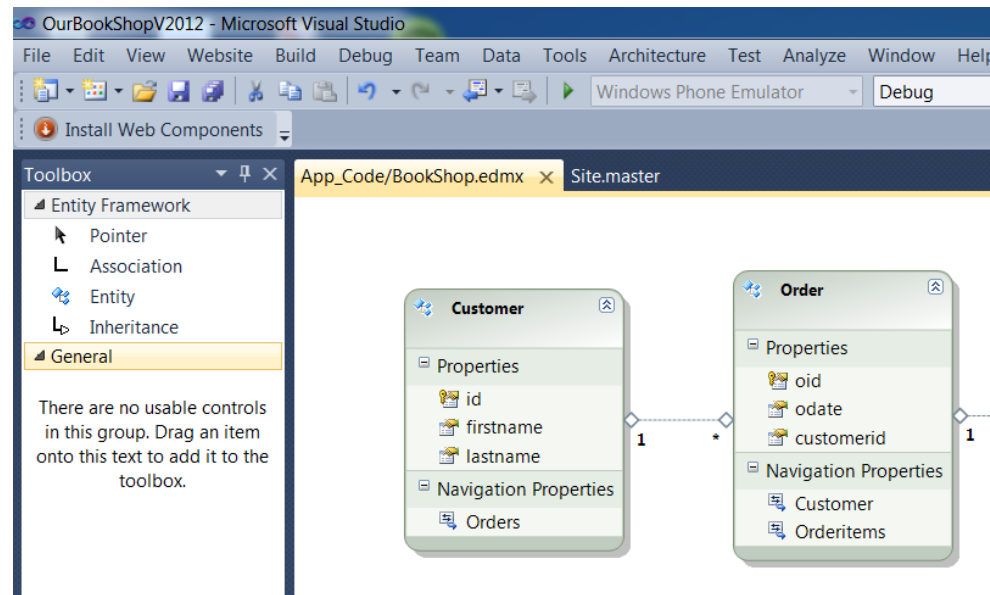 OurBookShopV2012 - Microsoft Visual Studio
File Edit View Website Build Debug Team Data Tools Architecture Test Analyze Window Help
Windows Phone Emulator Debug
Install Web Components
Toolbox
App_Code/BookShop.edmx Site.master
Entity Framework
Pointer
Association
Entity
Inheritance
General
There are no usable controls
in this group. Drag an item
onto this text to add it to the
toolbox.
Customer
Properties
id
firstname
lastname
Navigation Properties
Orders
1 *
Order
Properties
oid
odate
customerid
Navigation Properties
Customer
Orderitems
1